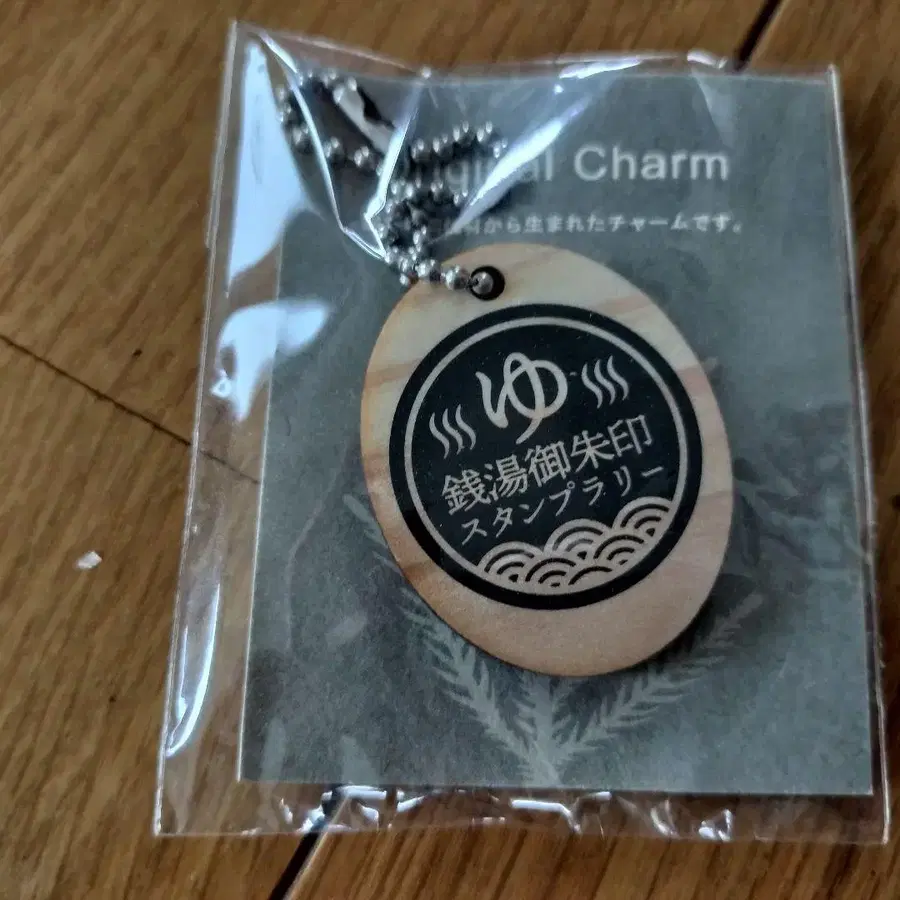 Original Charm
から生まれたチャームです。
ゆ
銭湯御朱印
スタンプラリー